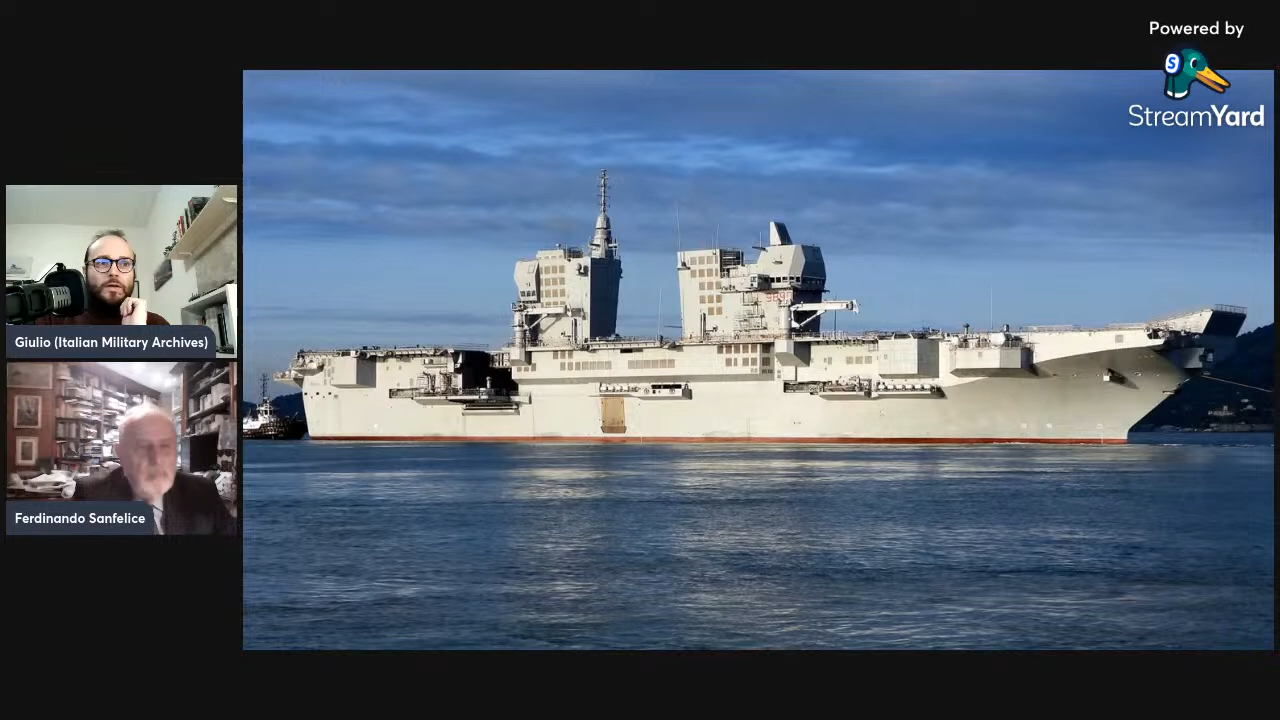 Powered by
S
StreamYard
Giulio (Italian Military Archives)
Ferdinando Sanfelice